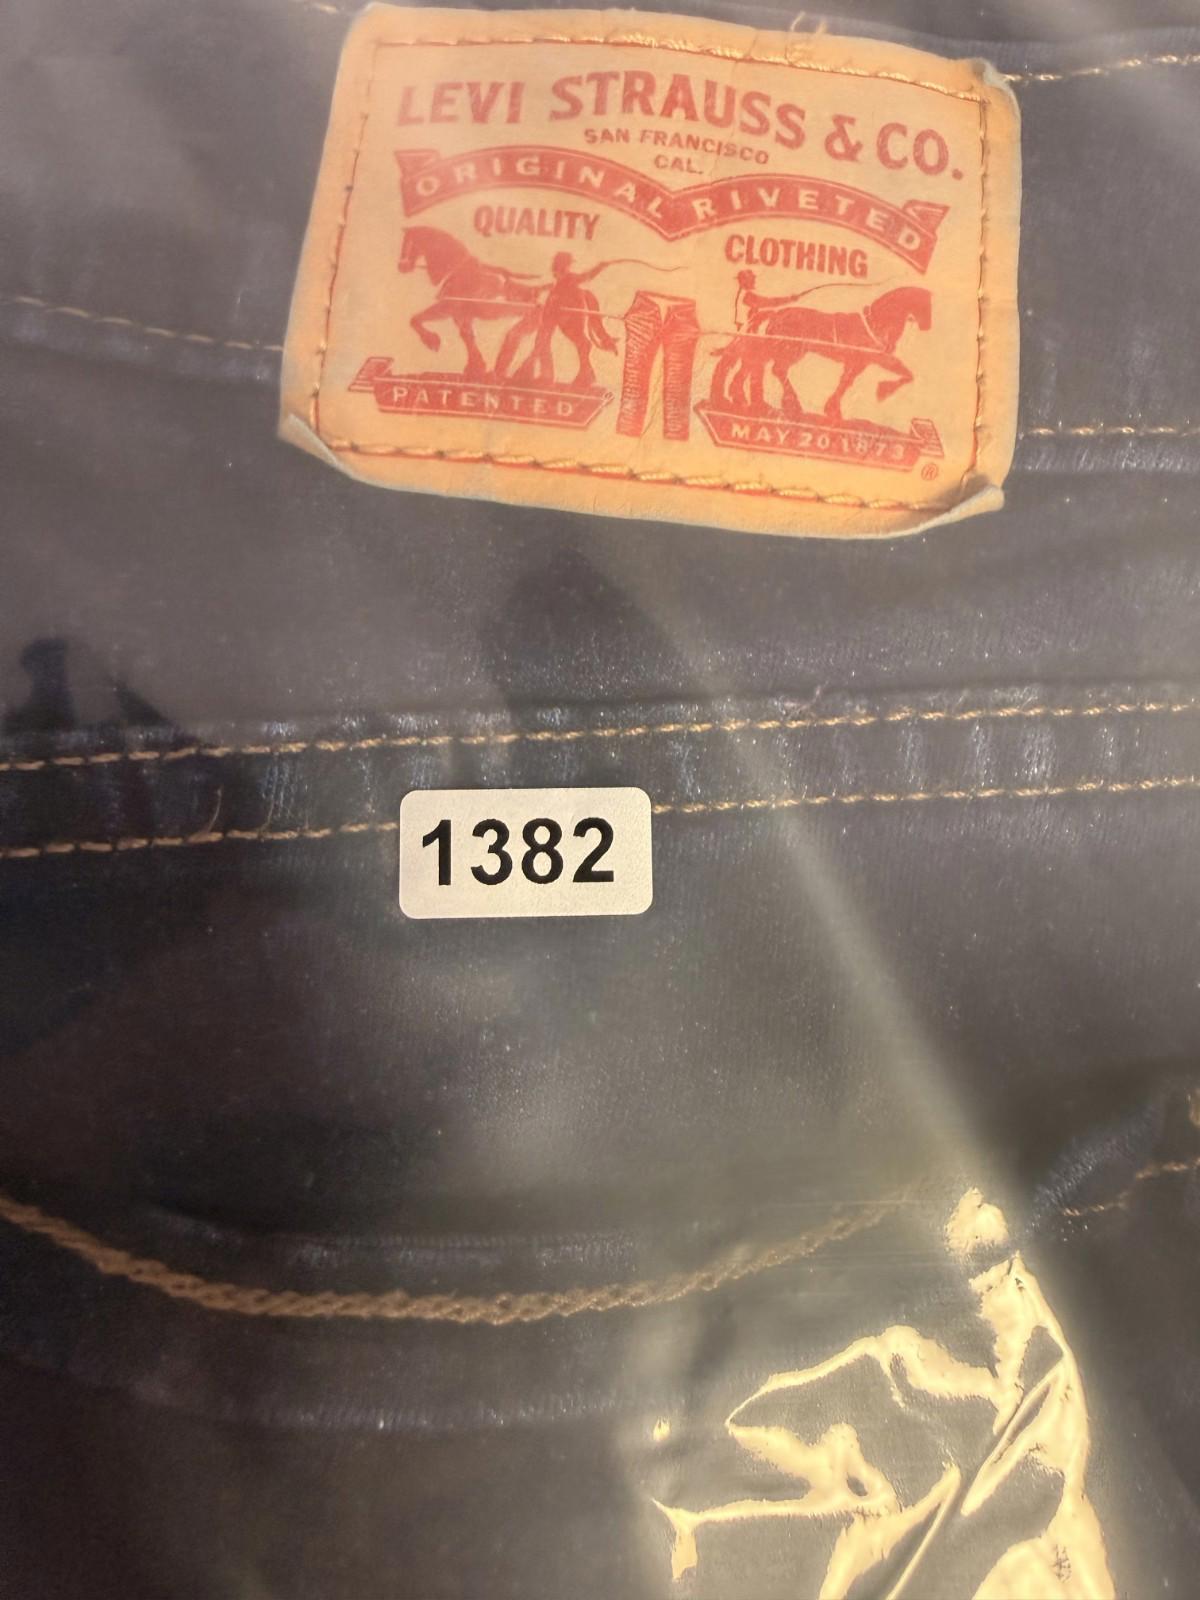 LEVI STRAUSS & CO.
SAN FRANCISCO
CAL.
ORIGINAL RIVETED
QUALITY CLOTHING
PATENTED MAY 20 1873
®
1382